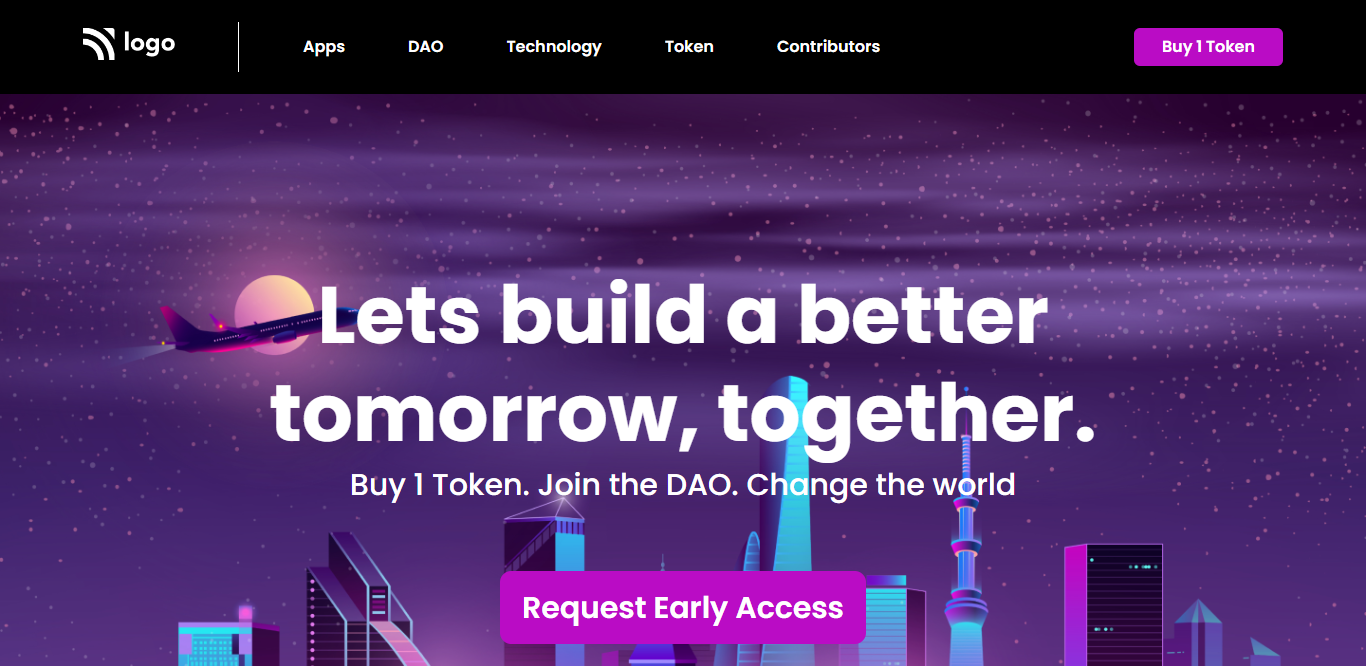 logo
Apps
DAO
Technology
Token
Contributors
Buy 1 Token
Lets build a better
tomorrow, together.
Buy 1 Token. Join the DAO. Change the world
Request Early Access